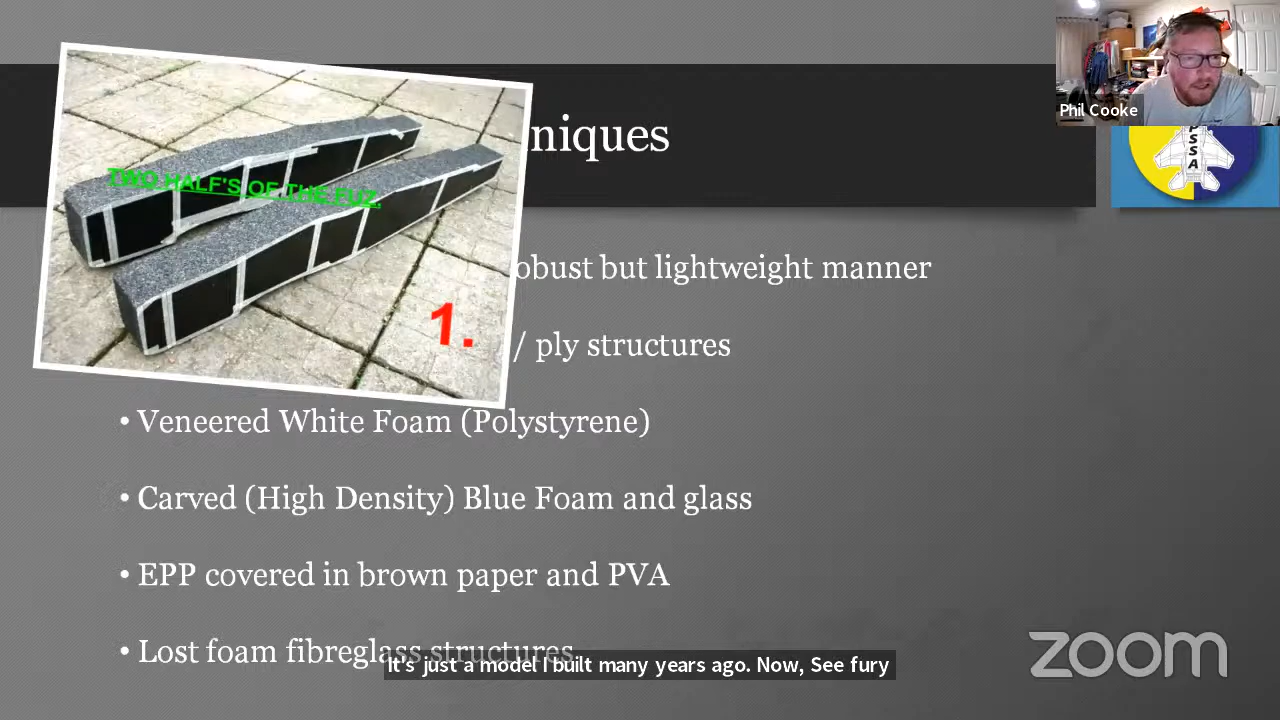 Phil Cooke
PSSA
niques
TWO HALF'S OF THE FUZ.
1.
obust but lightweight manner
/ ply structures
• Veneered White Foam (Polystyrene)
• Carved (High Density) Blue Foam and glass
• EPP covered in brown paper and PVA
• Lost foam fibreglass structures
It's just a model I built many years ago. Now, See fury
zoom